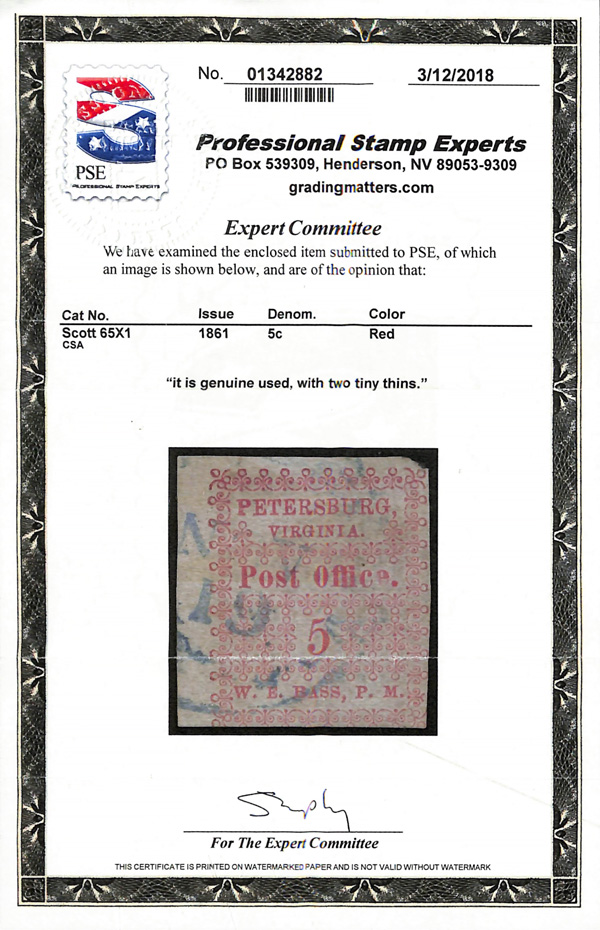 No. 01342882
3/12/2018
PSE
PROFESSIONAL STAMP EXPERTS
Professional Stamp Experts
PO Box 539309, Henderson, NV 89053-9309
gradingmatters.com
Expert Committee
We have examined the enclosed item submitted to PSE, of which
an image is shown below, and are of the opinion that:
Cat No. Issue Denom. Color
Scott 65X1 1861 5c Red
CSA
“it is genuine used, with two tiny thins.”
PETERSBURG,
VIRGINIA.
Post Office.
5
W. E. BASS, P. M.
For The Expert Committee
THIS CERTIFICATE IS PRINTED ON WATERMARKED PAPER AND IS NOT VALID WITHOUT WATERMARK